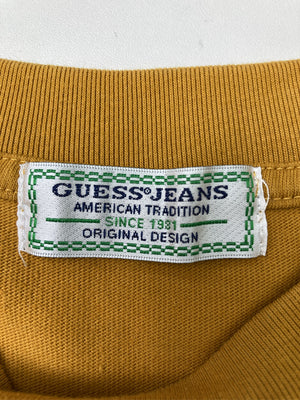 GUESS®JEANS
AMERICAN TRADITION
SINCE 1981
ORIGINAL DESIGN